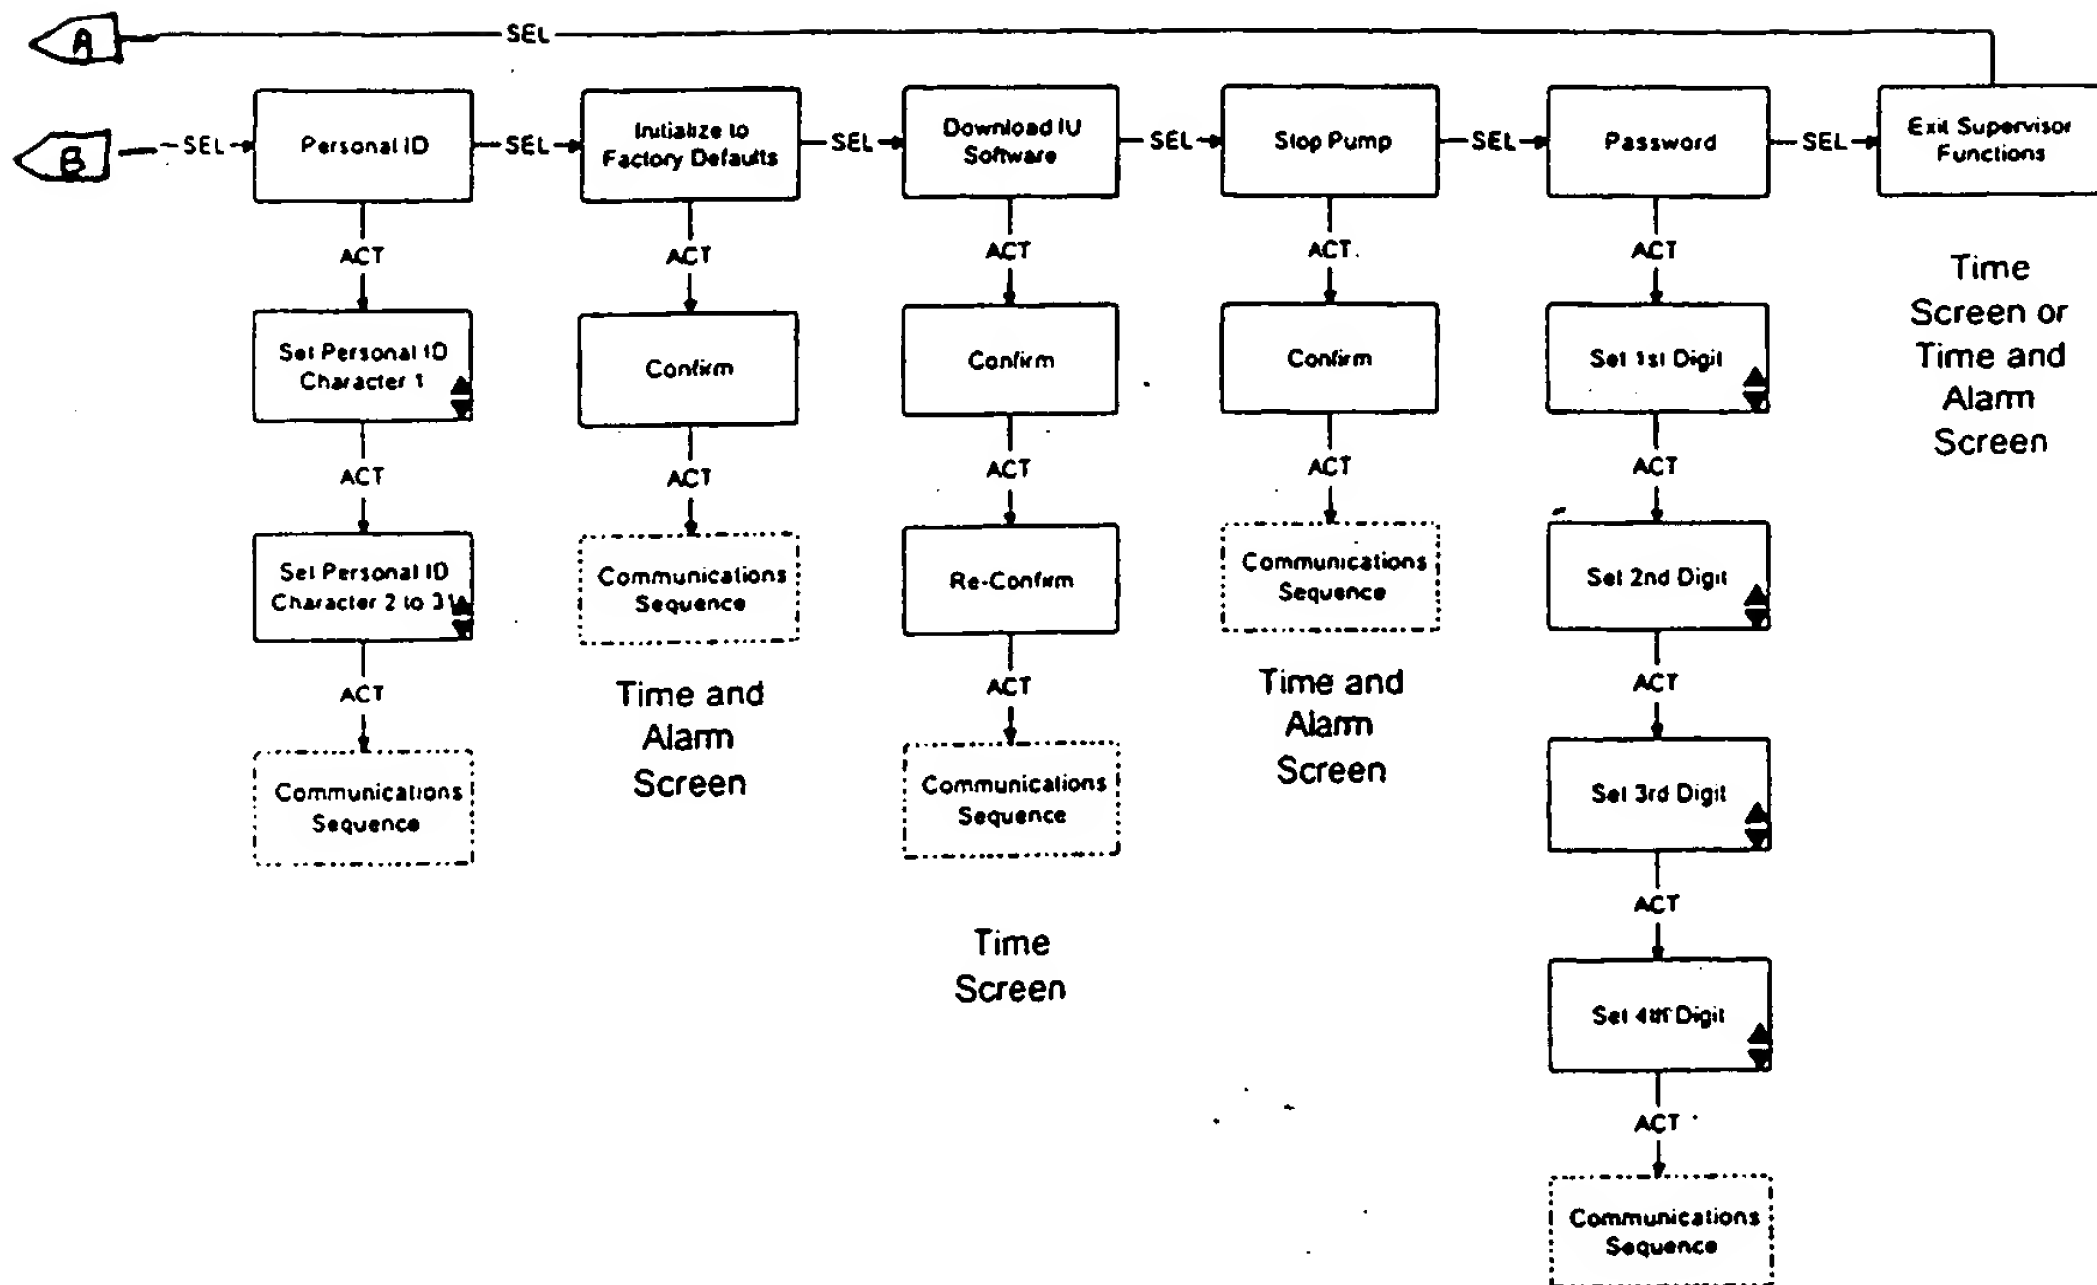 A
SEL
B
SEL
Personal ID
SEL
Initialize to
Factory Defaults
SEL
Download IU
Software
SEL
Stop Pump
SEL
Password
SEL
Exit Supervisor
Functions
ACT
ACT
ACT
ACT
ACT
Time
Screen or
Time and
Alarm
Screen
Set Personal ID
Character 1
Confirm
Confirm
Confirm
Set 1st Digit
ACT
ACT
ACT
ACT
ACT
Set Personal ID
Character 2 to 31
Communications
Sequence
Re-Confirm
Communications
Sequence
Set 2nd Digit
ACT
Time and
Alarm
Screen
ACT
Time and
Alarm
Screen
ACT
Communications
Sequence
Communications
Sequence
Set 3rd Digit
ACT
Time
Screen
Set 4th Digit
ACT
Communications
Sequence